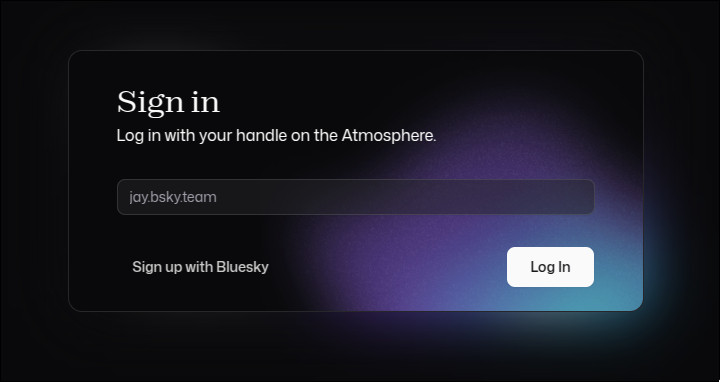 Sign in
Log in with your handle on the Atmosphere.
jay.bsky.team
Sign up with Bluesky
Log In